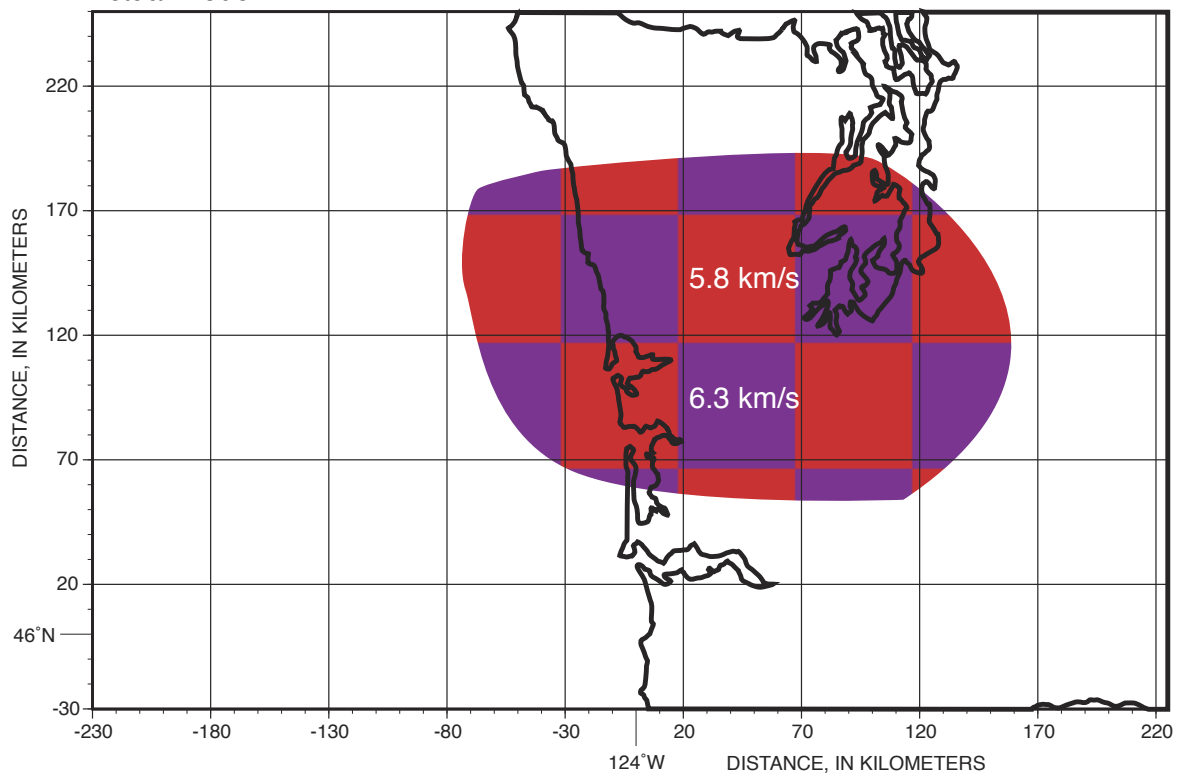 220
170
120
70
20
46°N
-30
DISTANCE, IN KILOMETERS
5.8 km/s
6.3 km/s
-230 -180 -130 -80 -30 20 70 120 170 220
124°W
DISTANCE, IN KILOMETERS